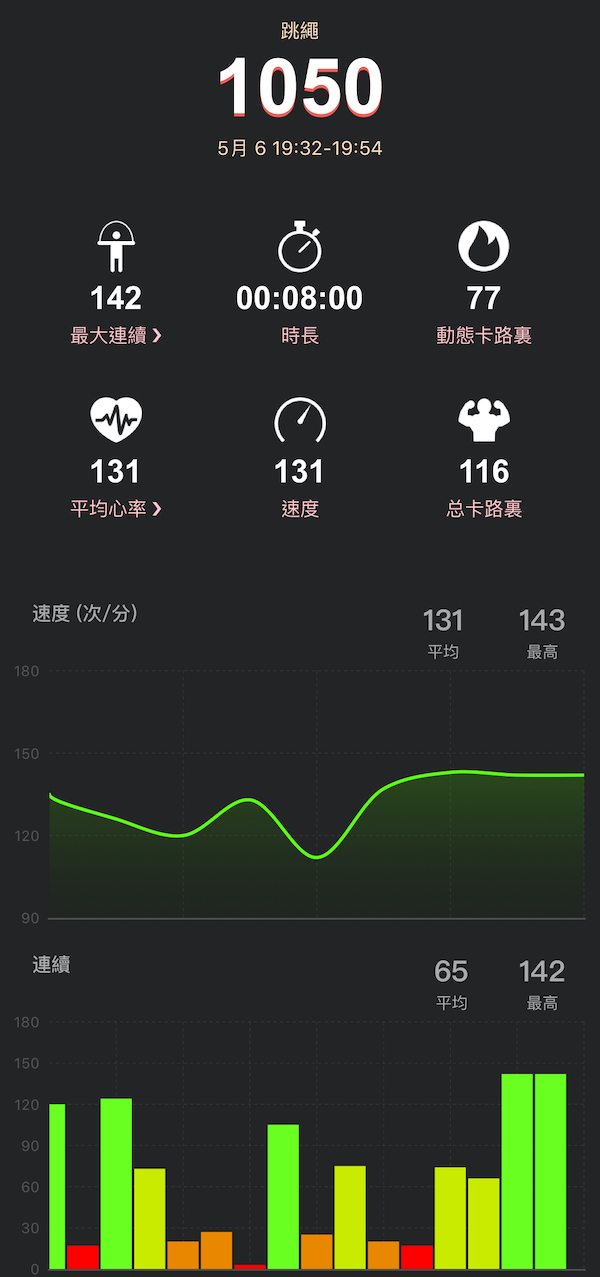 跳繩
1050
5月 6 19:32-19:54
142 00:08:00 77
最大連續 › 時長 動態卡路裏
131 131 116
平均心率 › 速度 总卡路裏
速度 (次/分) 131 143
平均 最高
180
150
120
90
連續 65 142
平均 最高
180
150
120
90
60
30
0